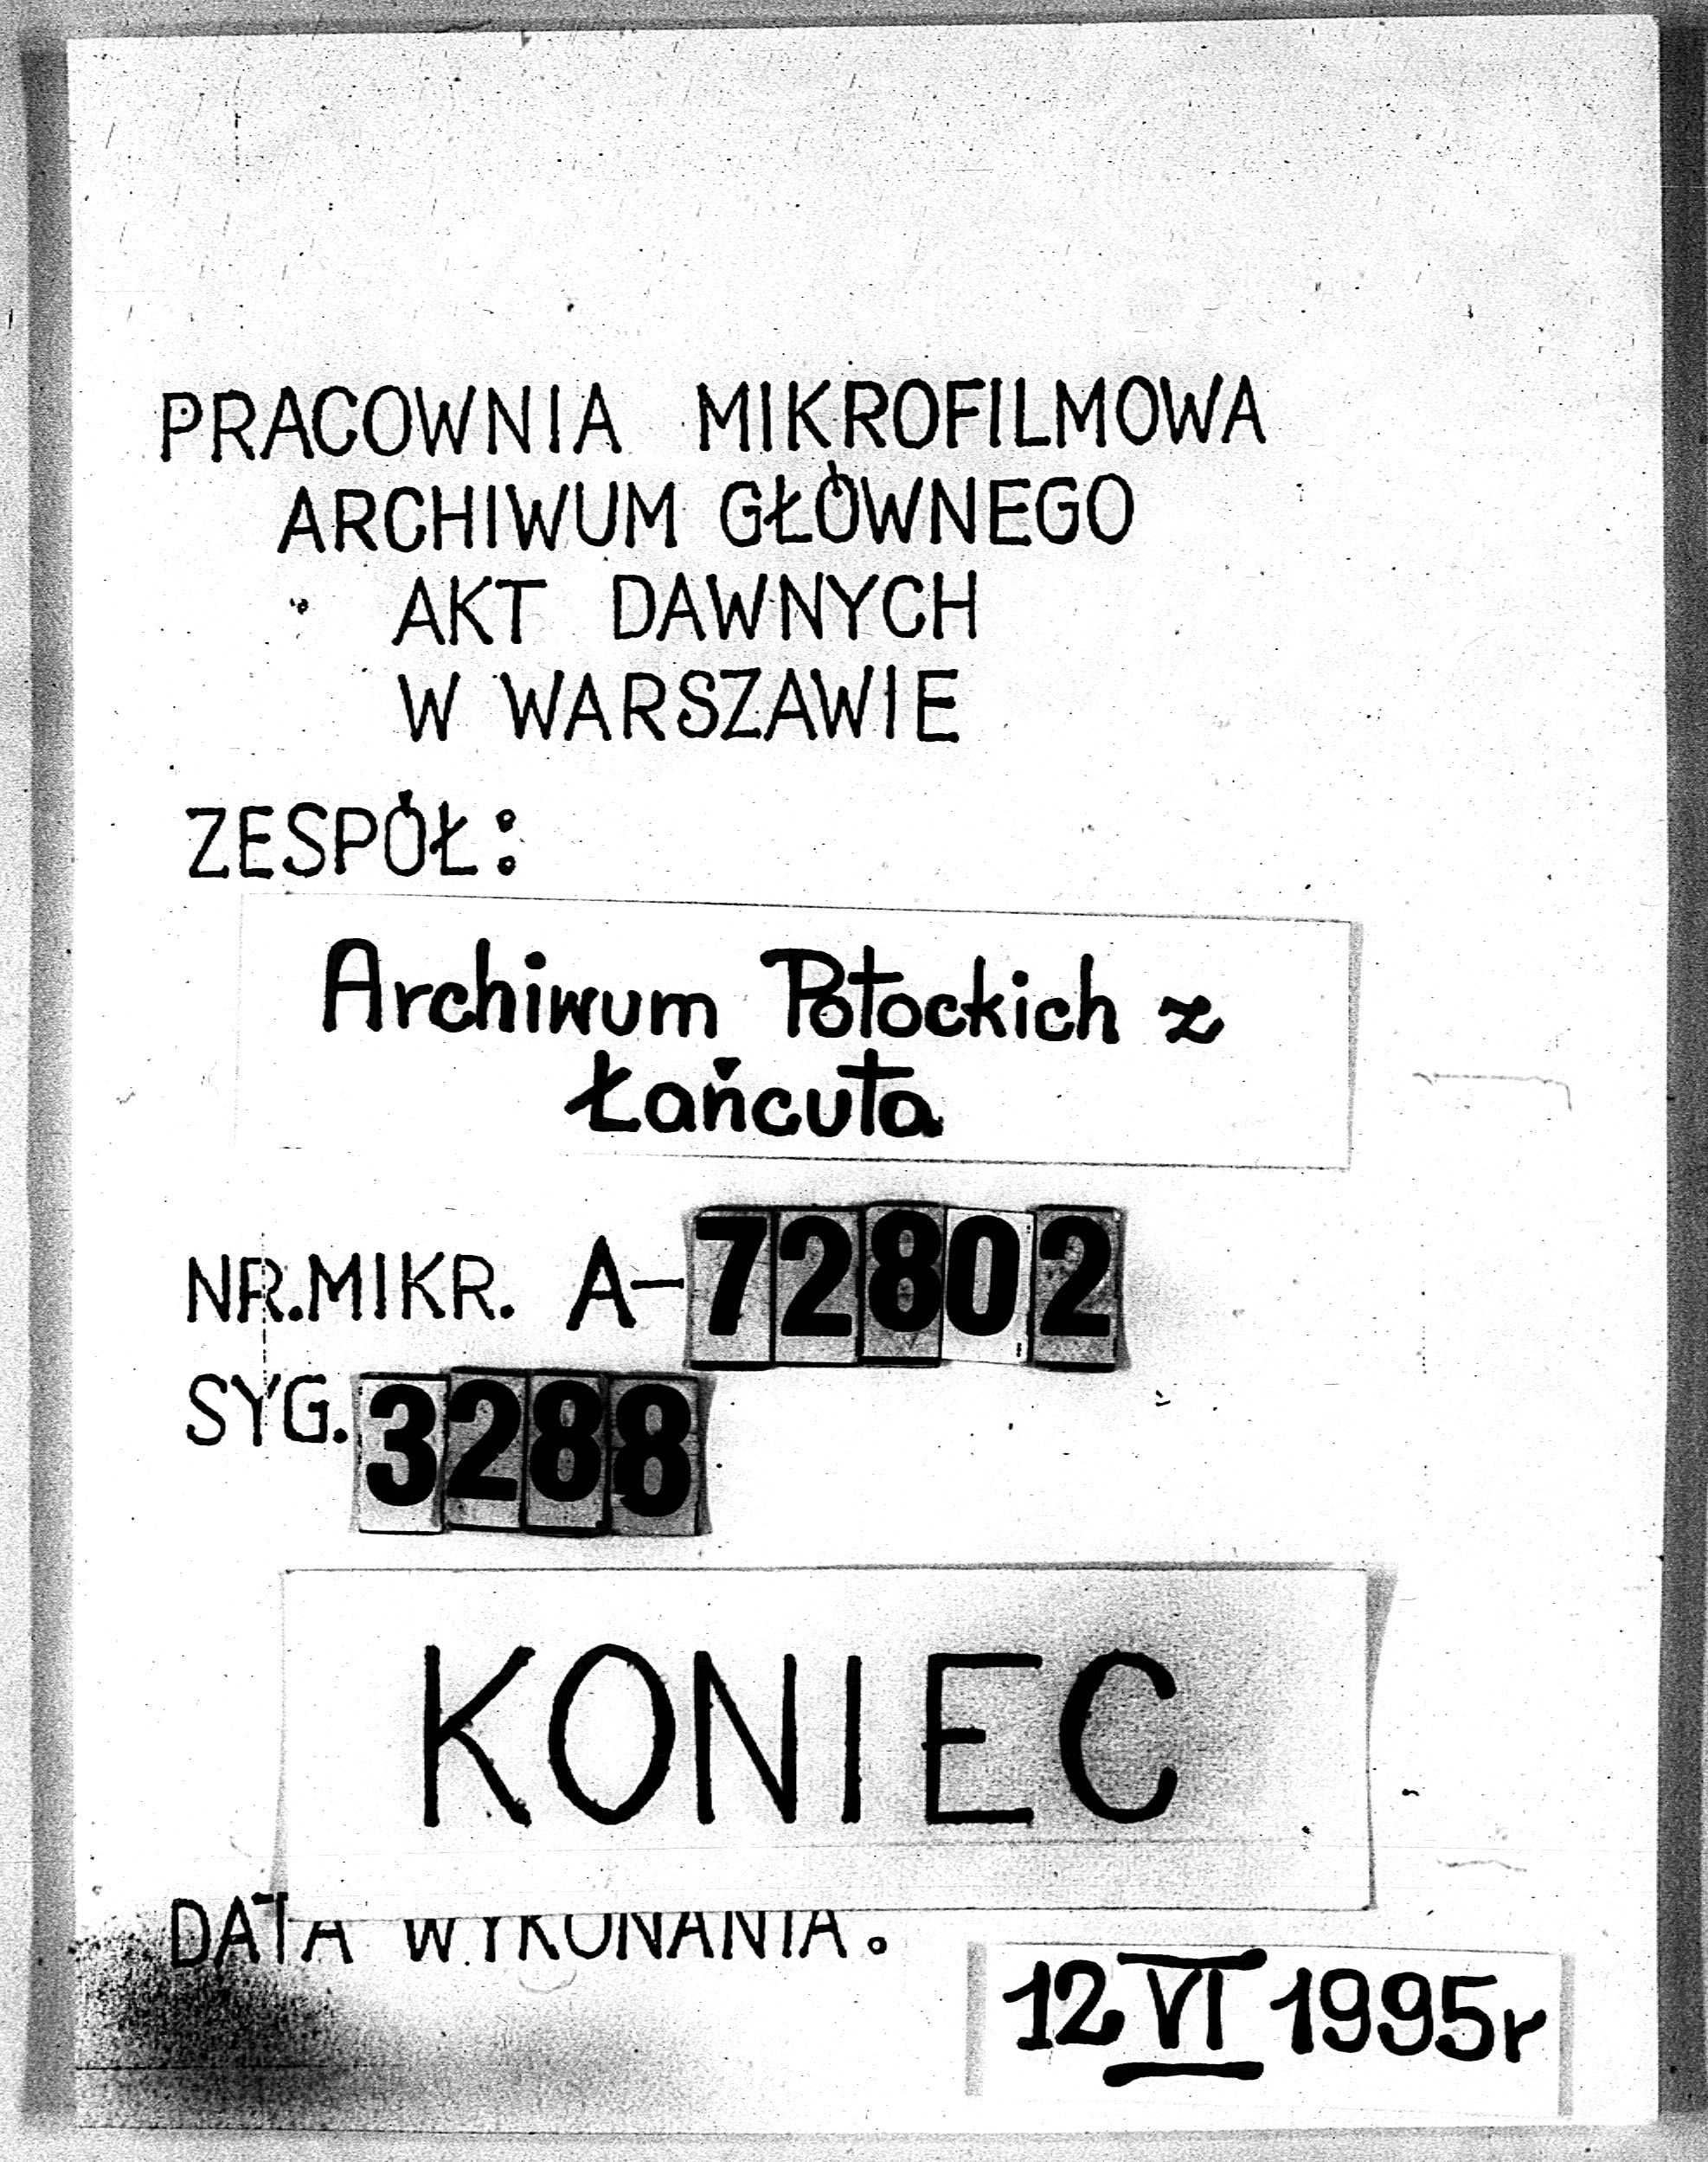 PRACOWNIA MIKROFILMOWA
ARCHIWUM GŁÓWNEGO
AKT DAWNYCH
W WARSZAWIE
ZESPÓŁ:
Archiwum Potockich z
Łańcuta
NR.MIKR. A-72802
SYG. 3288
KONIEC
DATA WYKONANIA:
12 VI 1995r